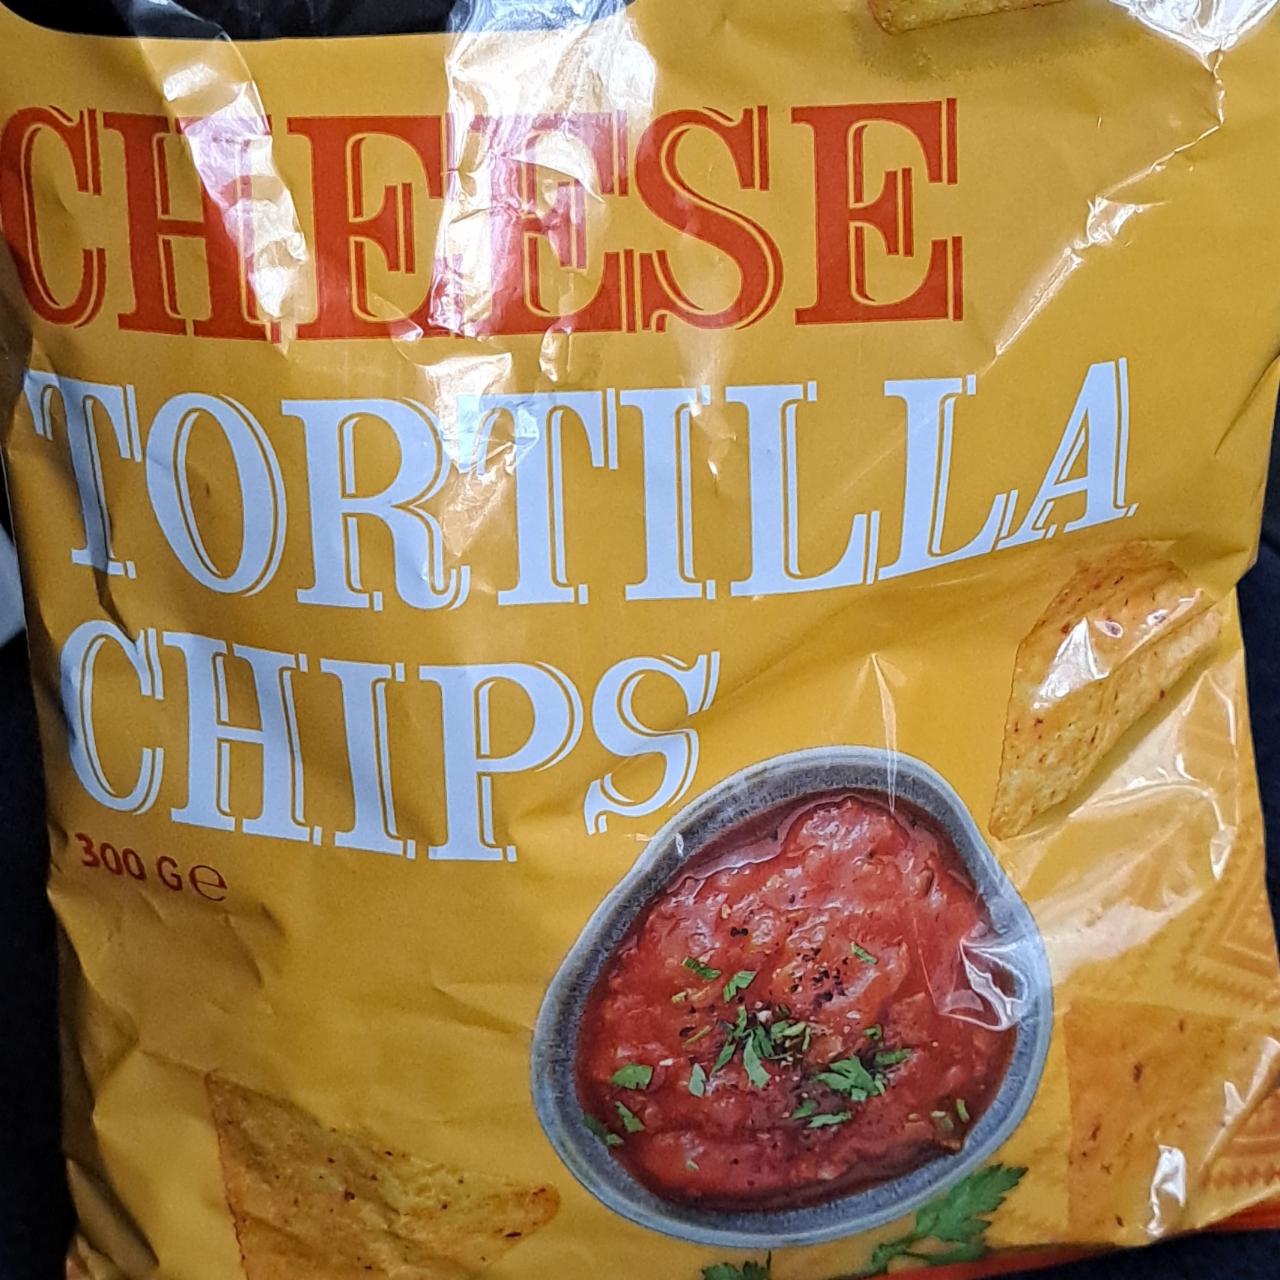 CHEESE
TORTILLA
CHIPS
300 G ℮